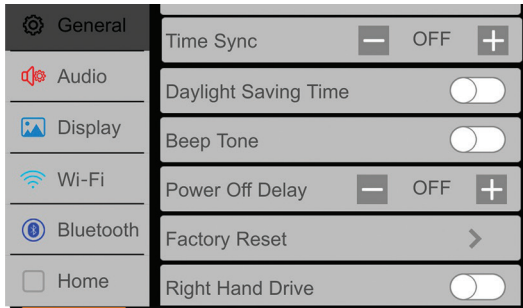 General
Audio
Display
Wi-Fi
Bluetooth
Home
Time Sync OFF
Daylight Saving Time
Beep Tone
Power Off Delay OFF
Factory Reset
Right Hand Drive